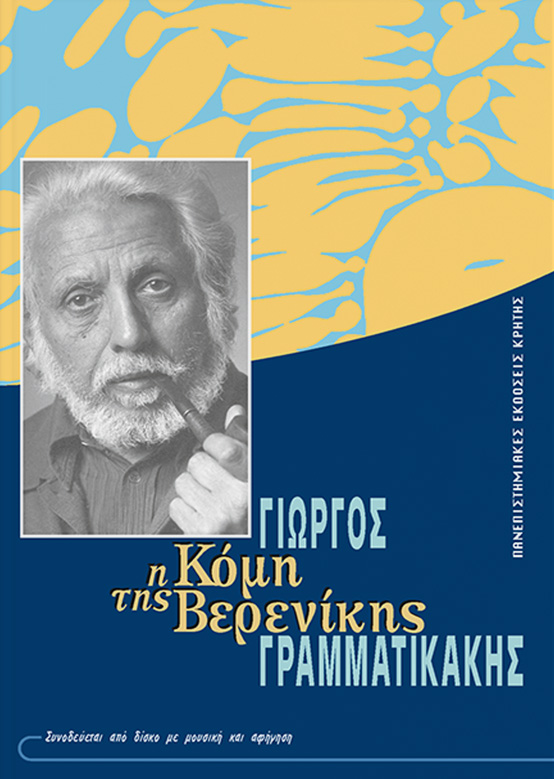 ΠΑΝΕΠΙΣΤΗΜΙΑΚΕΣ ΕΚΔΟΣΕΙΣ ΚΡΗΤΗΣ
ΓΙΩΡΓΟΣ
η Κόμη
της Βερενίκης
ΓΡΑΜΜΑΤΙΚΑΚΗΣ
Συνοδεύεται από δίσκο με μουσική και αφήγηση